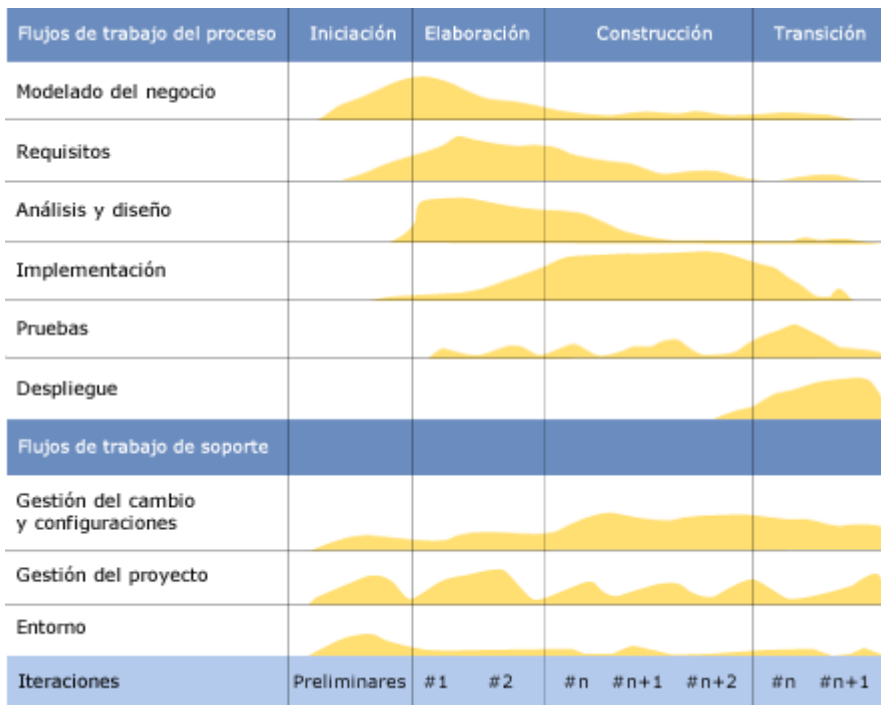 Flujos de trabajo del proceso Iniciación Elaboración Construcción Transición
Modelado del negocio
Requisitos
Análisis y diseño
Implementación
Pruebas
Despliegue
Flujos de trabajo de soporte
Gestión del cambio
y configuraciones
Gestión del proyecto
Entorno
Iteraciones Preliminares #1 #2 #n #n+1 #n+2 #n #n+1